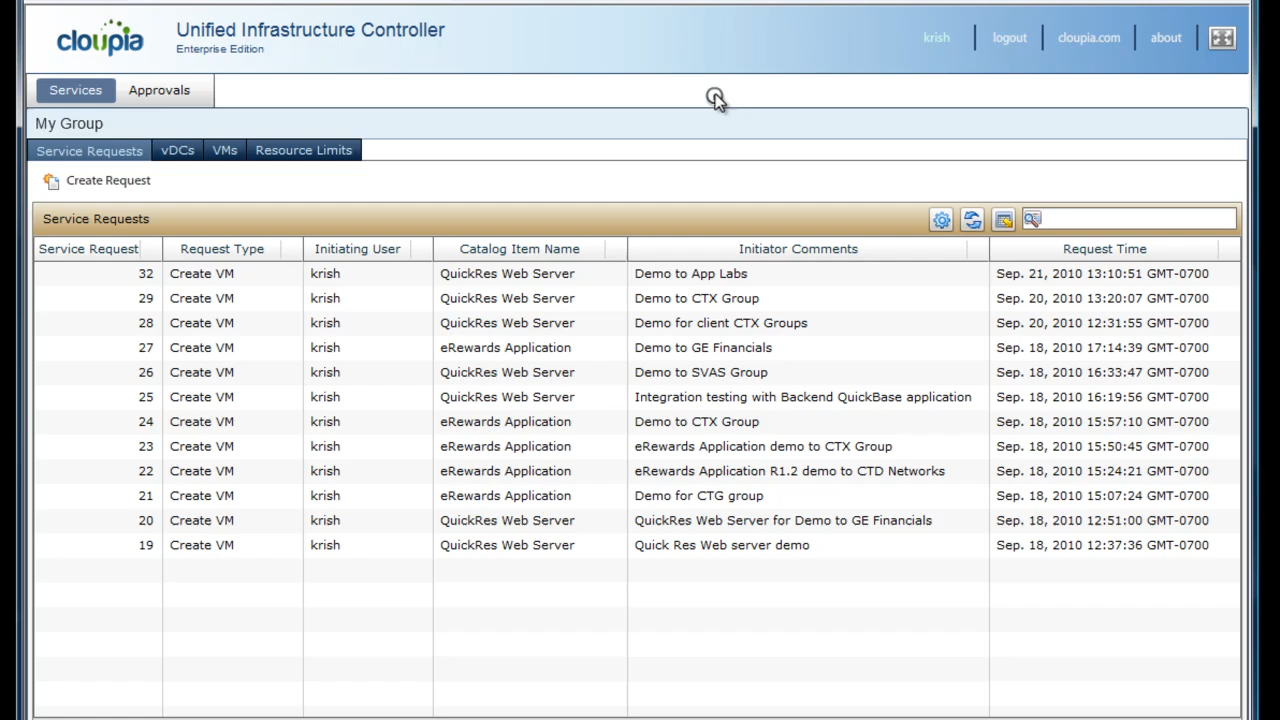 cloupia
Unified Infrastructure Controller
Enterprise Edition
krish logout cloupia.com about
Services Approvals
My Group
Service Requests vDCs VMs Resource Limits
Create Request
Service Requests
Service Request Request Type Initiating User Catalog Item Name Initiator Comments Request Time
32 Create VM krish QuickRes Web Server Demo to App Labs Sep. 21, 2010 13:10:51 GMT-0700
29 Create VM krish QuickRes Web Server Demo to CTX Group Sep. 20, 2010 13:20:07 GMT-0700
28 Create VM krish QuickRes Web Server Demo for client CTX Groups Sep. 20, 2010 12:31:55 GMT-0700
27 Create VM krish eRewards Application Demo to GE Financials Sep. 18, 2010 17:14:39 GMT-0700
26 Create VM krish QuickRes Web Server Demo to SVAS Group Sep. 18, 2010 16:33:47 GMT-0700
25 Create VM krish QuickRes Web Server Integration testing with Backend QuickBase application Sep. 18, 2010 16:19:56 GMT-0700
24 Create VM krish eRewards Application Demo to CTX Group Sep. 18, 2010 15:57:10 GMT-0700
23 Create VM krish eRewards Application eRewards Application demo to CTX Group Sep. 18, 2010 15:50:45 GMT-0700
22 Create VM krish eRewards Application eRewards Application R1.2 demo to CTD Networks Sep. 18, 2010 15:24:21 GMT-0700
21 Create VM krish eRewards Application Demo for CTG group Sep. 18, 2010 15:07:24 GMT-0700
20 Create VM krish QuickRes Web Server QuickRes Web Server for Demo to GE Financials Sep. 18, 2010 12:51:00 GMT-0700
19 Create VM krish QuickRes Web Server Quick Res Web server demo Sep. 18, 2010 12:37:36 GMT-0700